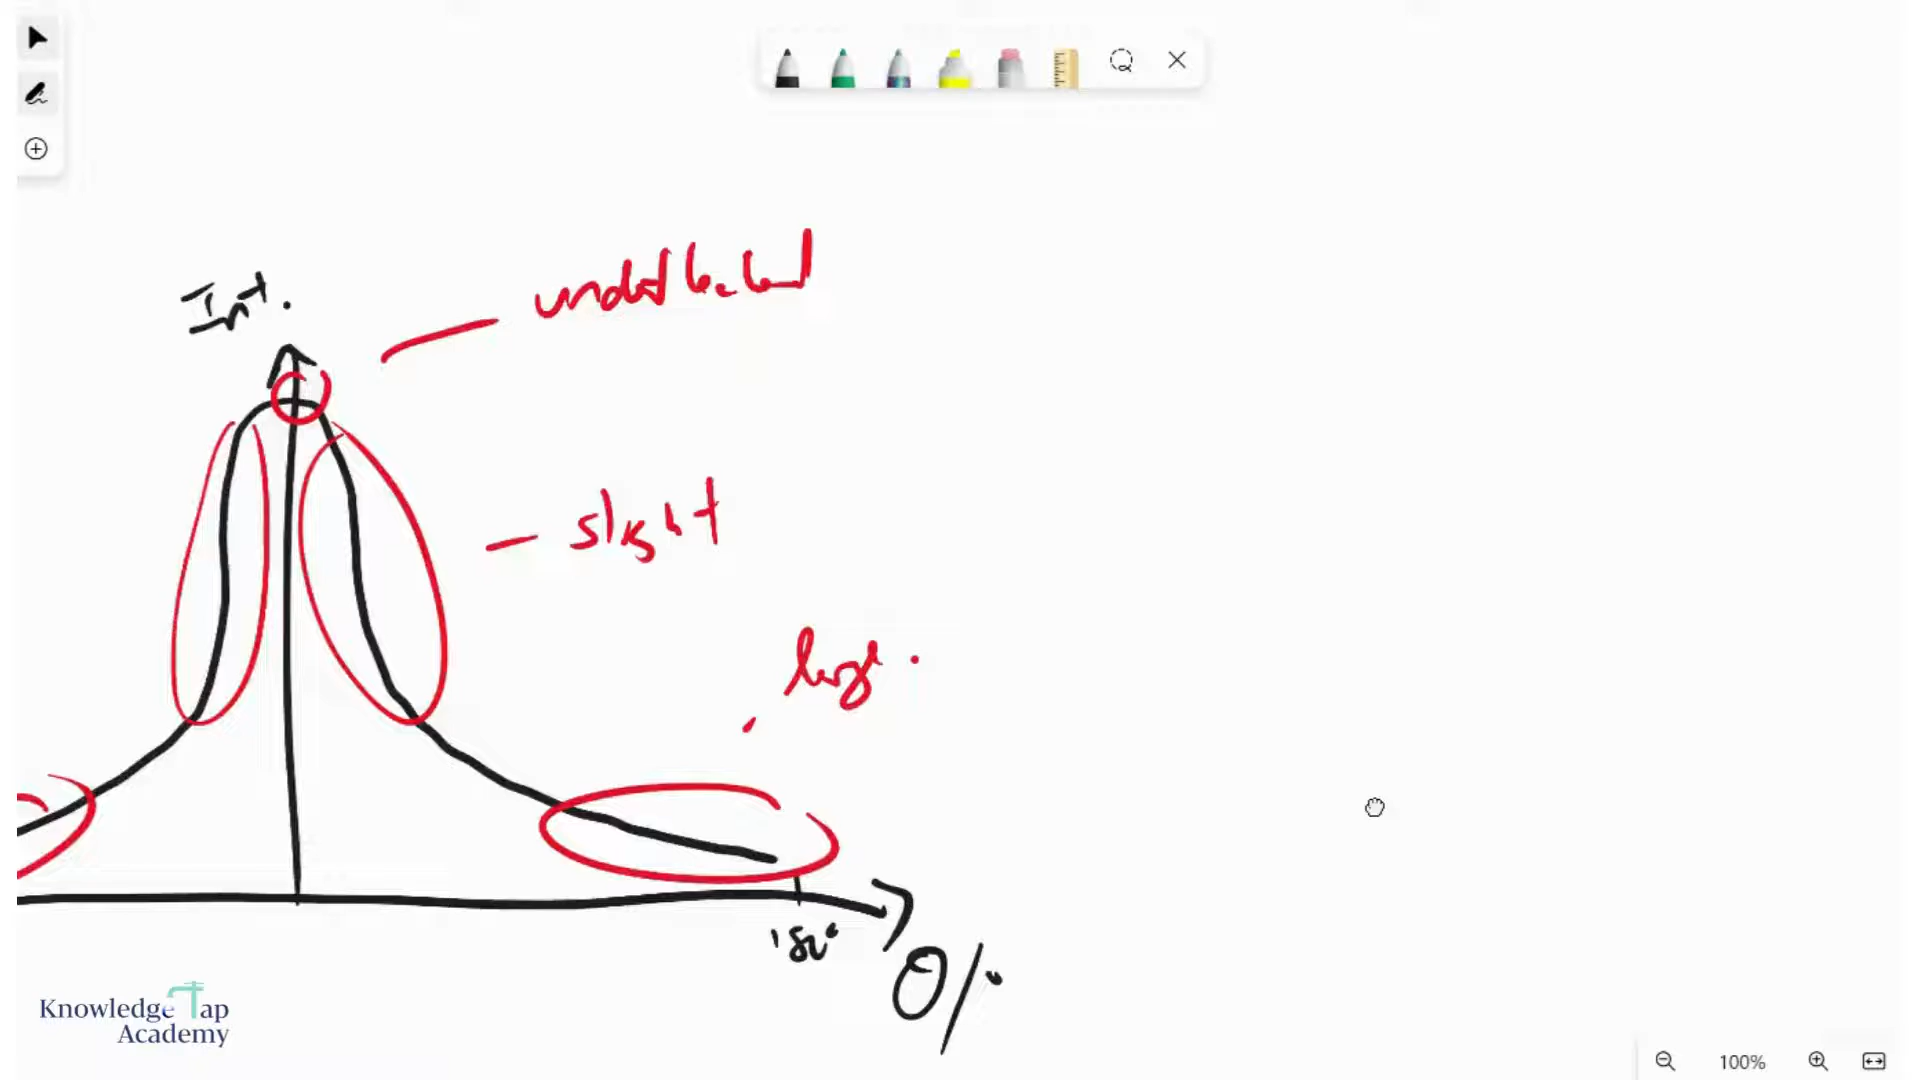 Int.
undeflected
slight
large.
180°
θ/°
Knowledge Tap
Academy
100%